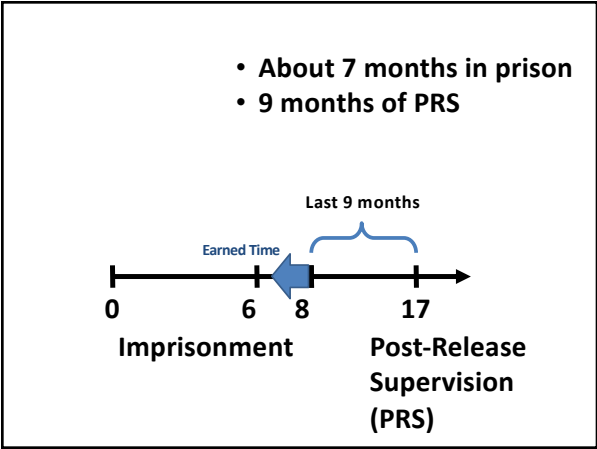 • About 7 months in prison
• 9 months of PRS
Last 9 months
Earned Time
0 6 8 17
Imprisonment Post-Release
Supervision
(PRS)